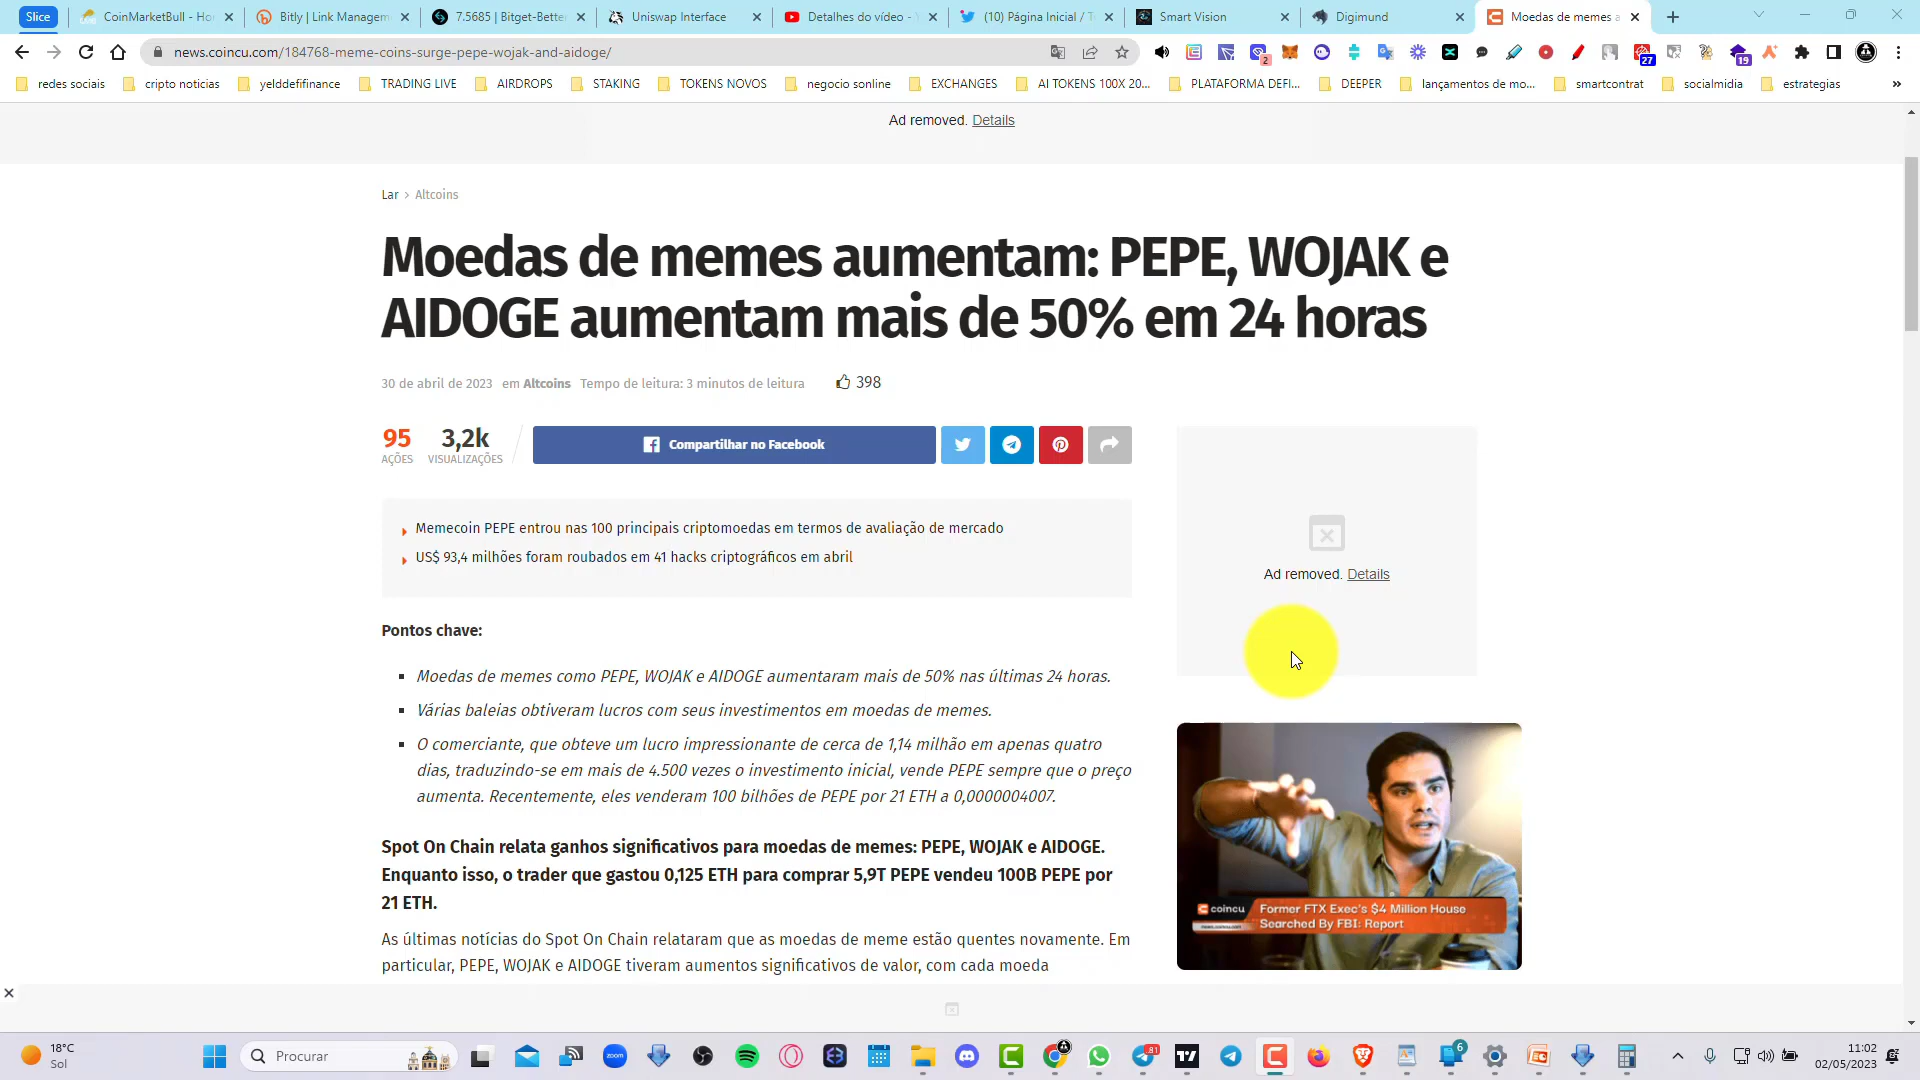 Slice
CoinMarketBull - Ho
Bitly | Link Managem
7.5685 | Bitget-Bette
Uniswap Interface
Detalhes do vídeo -
(10) Página Inicial / T
Smart Vision
Digimund
Moedas de memes a
news.coincu.com/184768-meme-coins-surge-pepe-wojak-and-aidoge/
2
27
19
redes sociais
cripto noticias
yelddefifinance
TRADING LIVE
AIRDROPS
STAKING
TOKENS NOVOS
negocio sonline
EXCHANGES
AI TOKENS 100X 20...
PLATAFORMA DEFI...
DEEPER
lançamentos de mo...
smartcontrat
socialmidia
estrategias
»
Ad removed. Details
Lar > Altcoins
Moedas de memes aumentam: PEPE, WOJAK e
AIDOGE aumentam mais de 50% em 24 horas
30 de abril de 2023 em Altcoins Tempo de leitura: 3 minutos de leitura 398
95
AÇÕES
3,2k
VISUALIZAÇÕES
Compartilhar no Facebook
Memecoin PEPE entrou nas 100 principais criptomoedas em termos de avaliação de mercado
US$ 93,4 milhões foram roubados em 41 hacks criptográficos em abril
Ad removed. Details
Pontos chave:
Moedas de memes como PEPE, WOJAK e AIDOGE aumentaram mais de 50% nas últimas 24 horas.
Várias baleias obtiveram lucros com seus investimentos em moedas de memes.
O comerciante, que obteve um lucro impressionante de cerca de 1,14 milhão em apenas quatro
dias, traduzindo-se em mais de 4.500 vezes o investimento inicial, vende PEPE sempre que o preço
aumenta. Recentemente, eles venderam 100 bilhões de PEPE por 21 ETH a 0,0000004007.
Spot On Chain relata ganhos significativos para moedas de memes: PEPE, WOJAK e AIDOGE.
Enquanto isso, o trader que gastou 0,125 ETH para comprar 5,9T PEPE vendeu 100B PEPE por
21 ETH.
As últimas notícias do Spot On Chain relataram que as moedas de meme estão quentes novamente. Em
particular, PEPE, WOJAK e AIDOGE tiveram aumentos significativos de valor, com cada moeda
coincu
Former FTX Exec's $4 Million House
Searched By FBI: Report
18°C
Sol
Procurar
zoom
81
6
11:02
02/05/2023